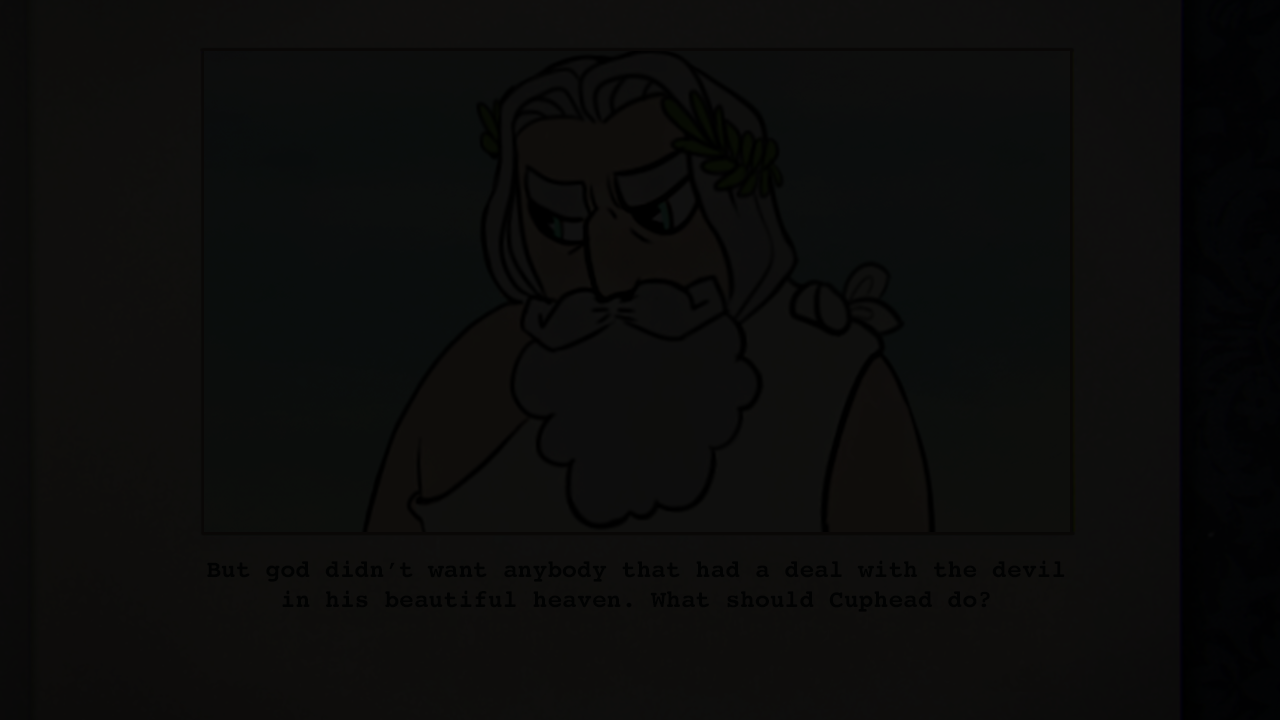 But god didn't want anybody that had a deal with the devil
in his beautiful heaven. What should Cuphead do?